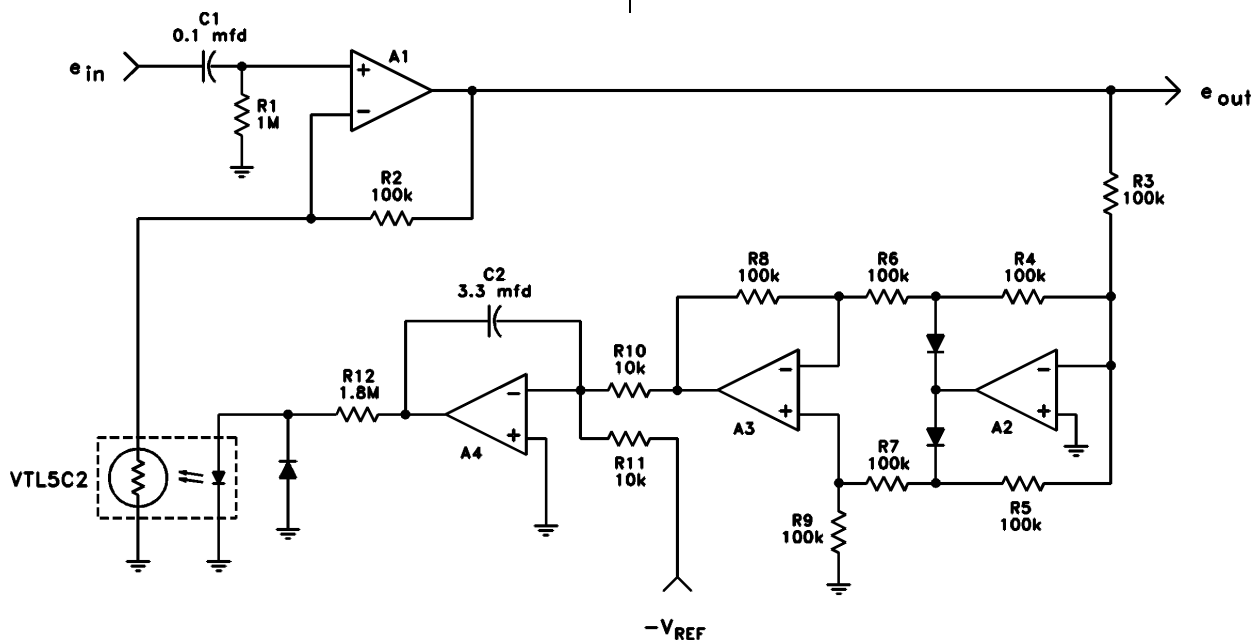 C1
0.1 mfd
e in
A1
+
−
R1
1M
e out
R2
100k
R3
100k
C2
3.3 mfd
R8
100k
R6
100k
R4
100k
R10
10k
R12
1.8M
−
+
A4
R11
10k
−
+
A3
−
+
A2
R7
100k
VTL5C2
R9
100k
R5
100k
−VREF